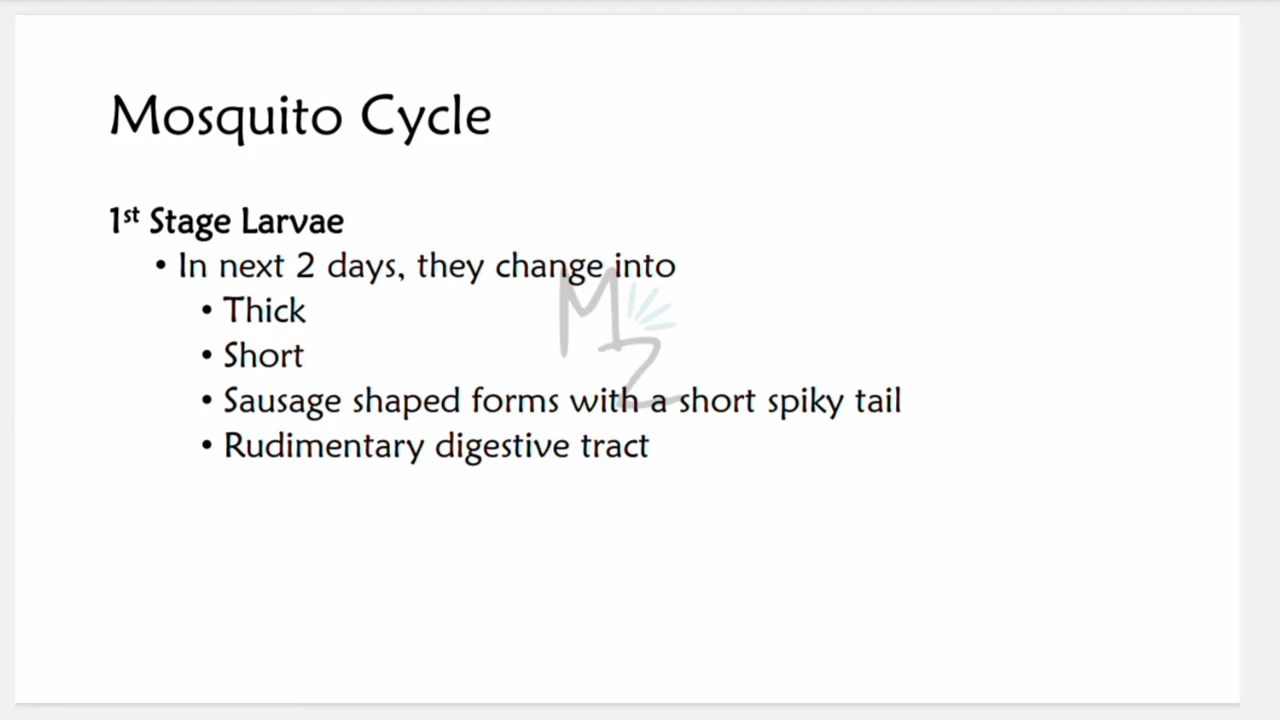 Mosquito Cycle
1st Stage Larvae
• In next 2 days, they change into
• Thick
• Short
• Sausage shaped forms with a short spiky tail
• Rudimentary digestive tract
MZ